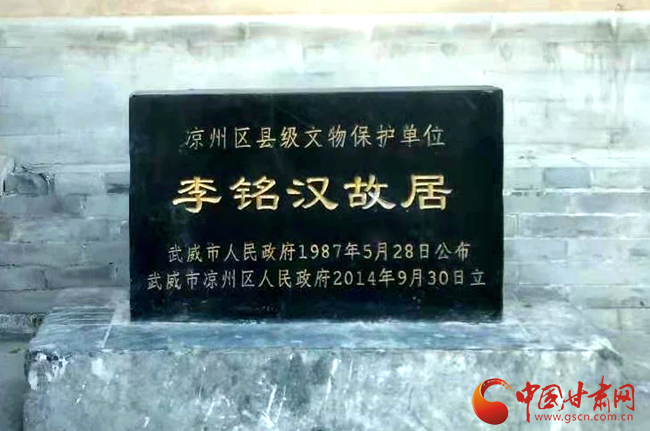 凉州区县级文物保护单位
李铭汉故居
武威市人民政府1987年5月28日公布
武威市凉州区人民政府2014年9月30日立
中国甘肃网
www.gscn.com.cn